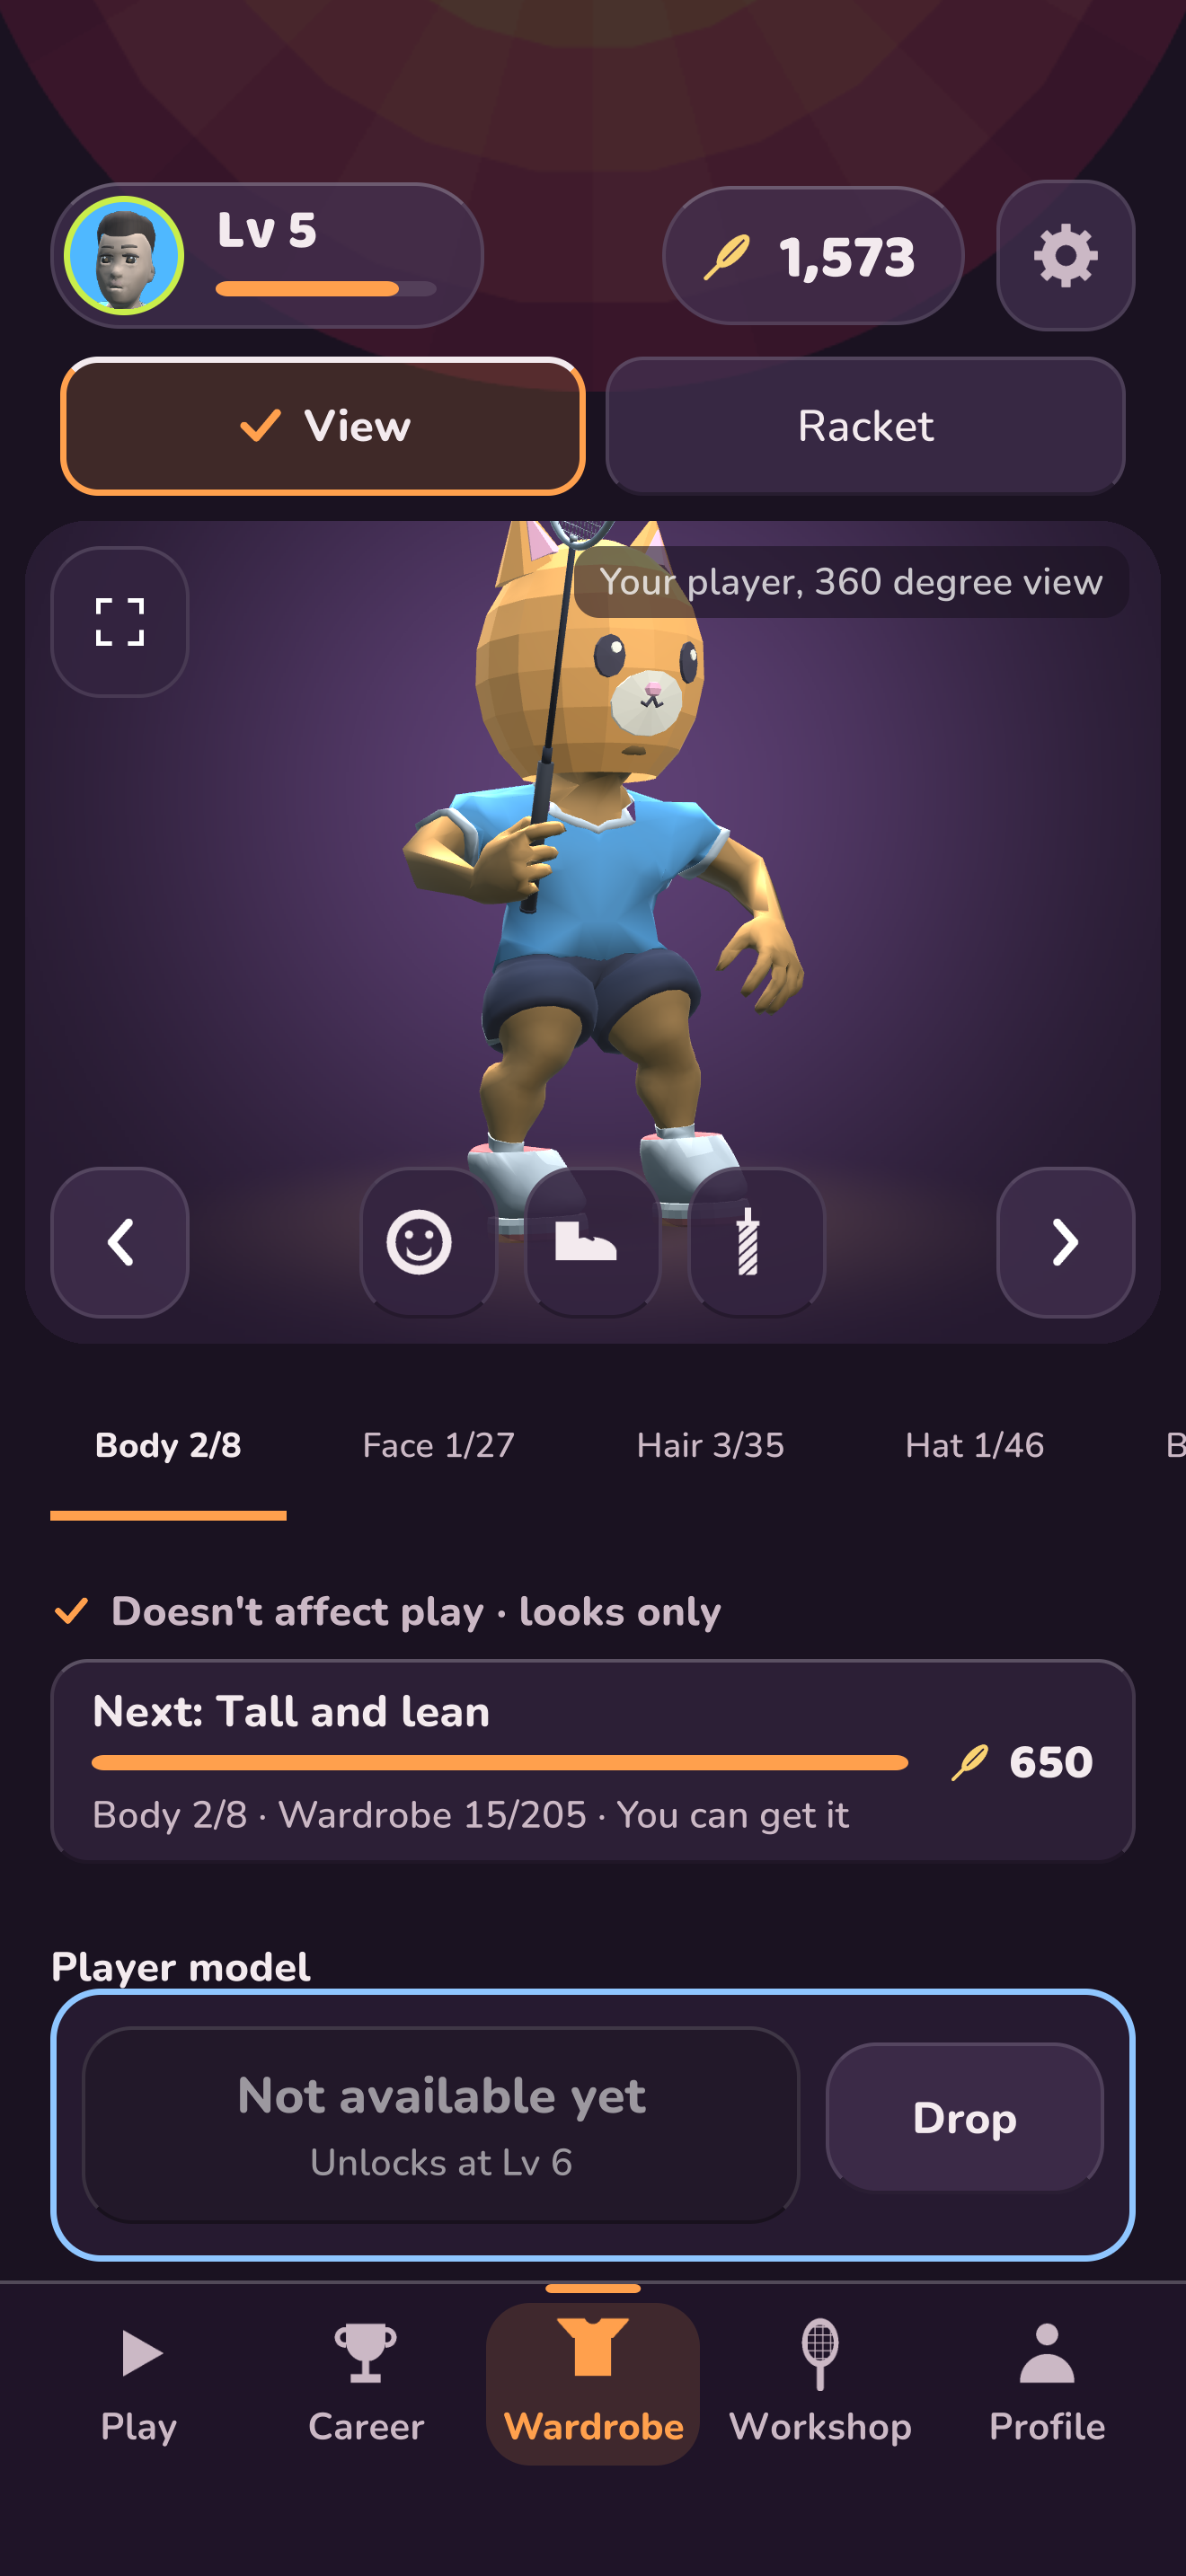 Lv 5
1,573
View
Racket
Your player, 360 degree view
Body 2/8
Face 1/27
Hair 3/35
Hat 1/46
B
Doesn't affect play · looks only
Next: Tall and lean
650
Body 2/8 · Wardrobe 15/205 · You can get it
Player model
Not available yet
Unlocks at Lv 6
Drop
Play
Career
Wardrobe
Workshop
Profile